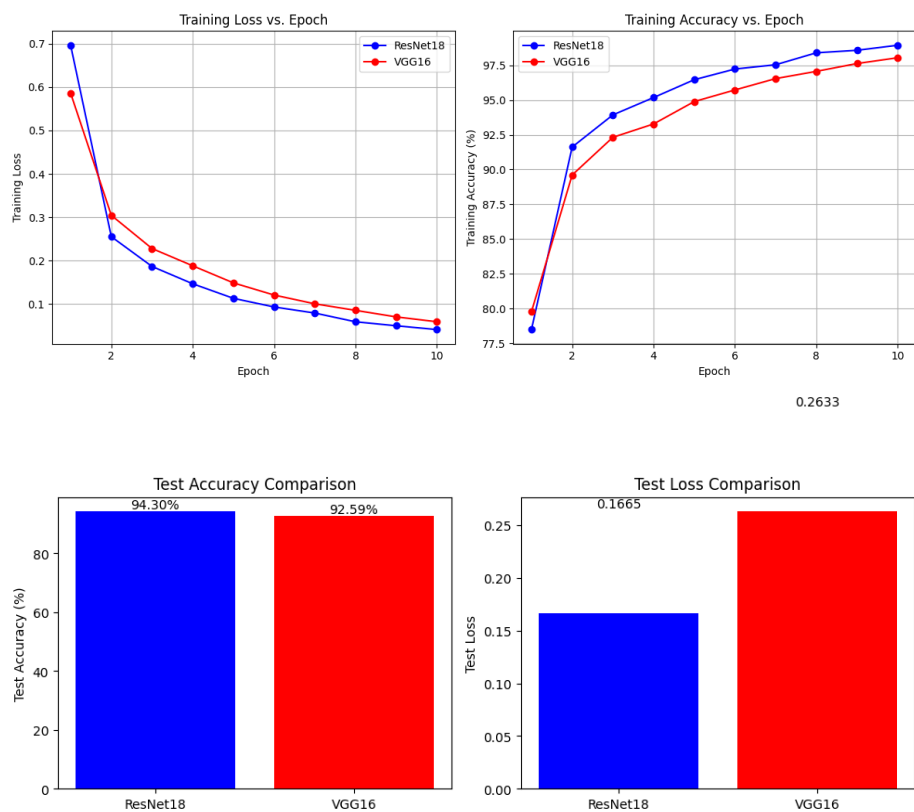 Training Loss vs. Epoch
ResNet18
VGG16
0.7
0.6
0.5
0.4
0.3
0.2
0.1
Training Loss
2
4
6
8
10
Epoch
Training Accuracy vs. Epoch
ResNet18
VGG16
97.5
95.0
92.5
90.0
87.5
85.0
82.5
80.0
77.5
Training Accuracy (%)
2
4
6
8
10
Epoch
0.2633
Test Accuracy Comparison
94.30%
92.59%
80
60
40
20
0
Test Accuracy (%)
ResNet18
VGG16
Test Loss Comparison
0.1665
0.25
0.20
0.15
0.10
0.05
0.00
Test Loss
ResNet18
VGG16